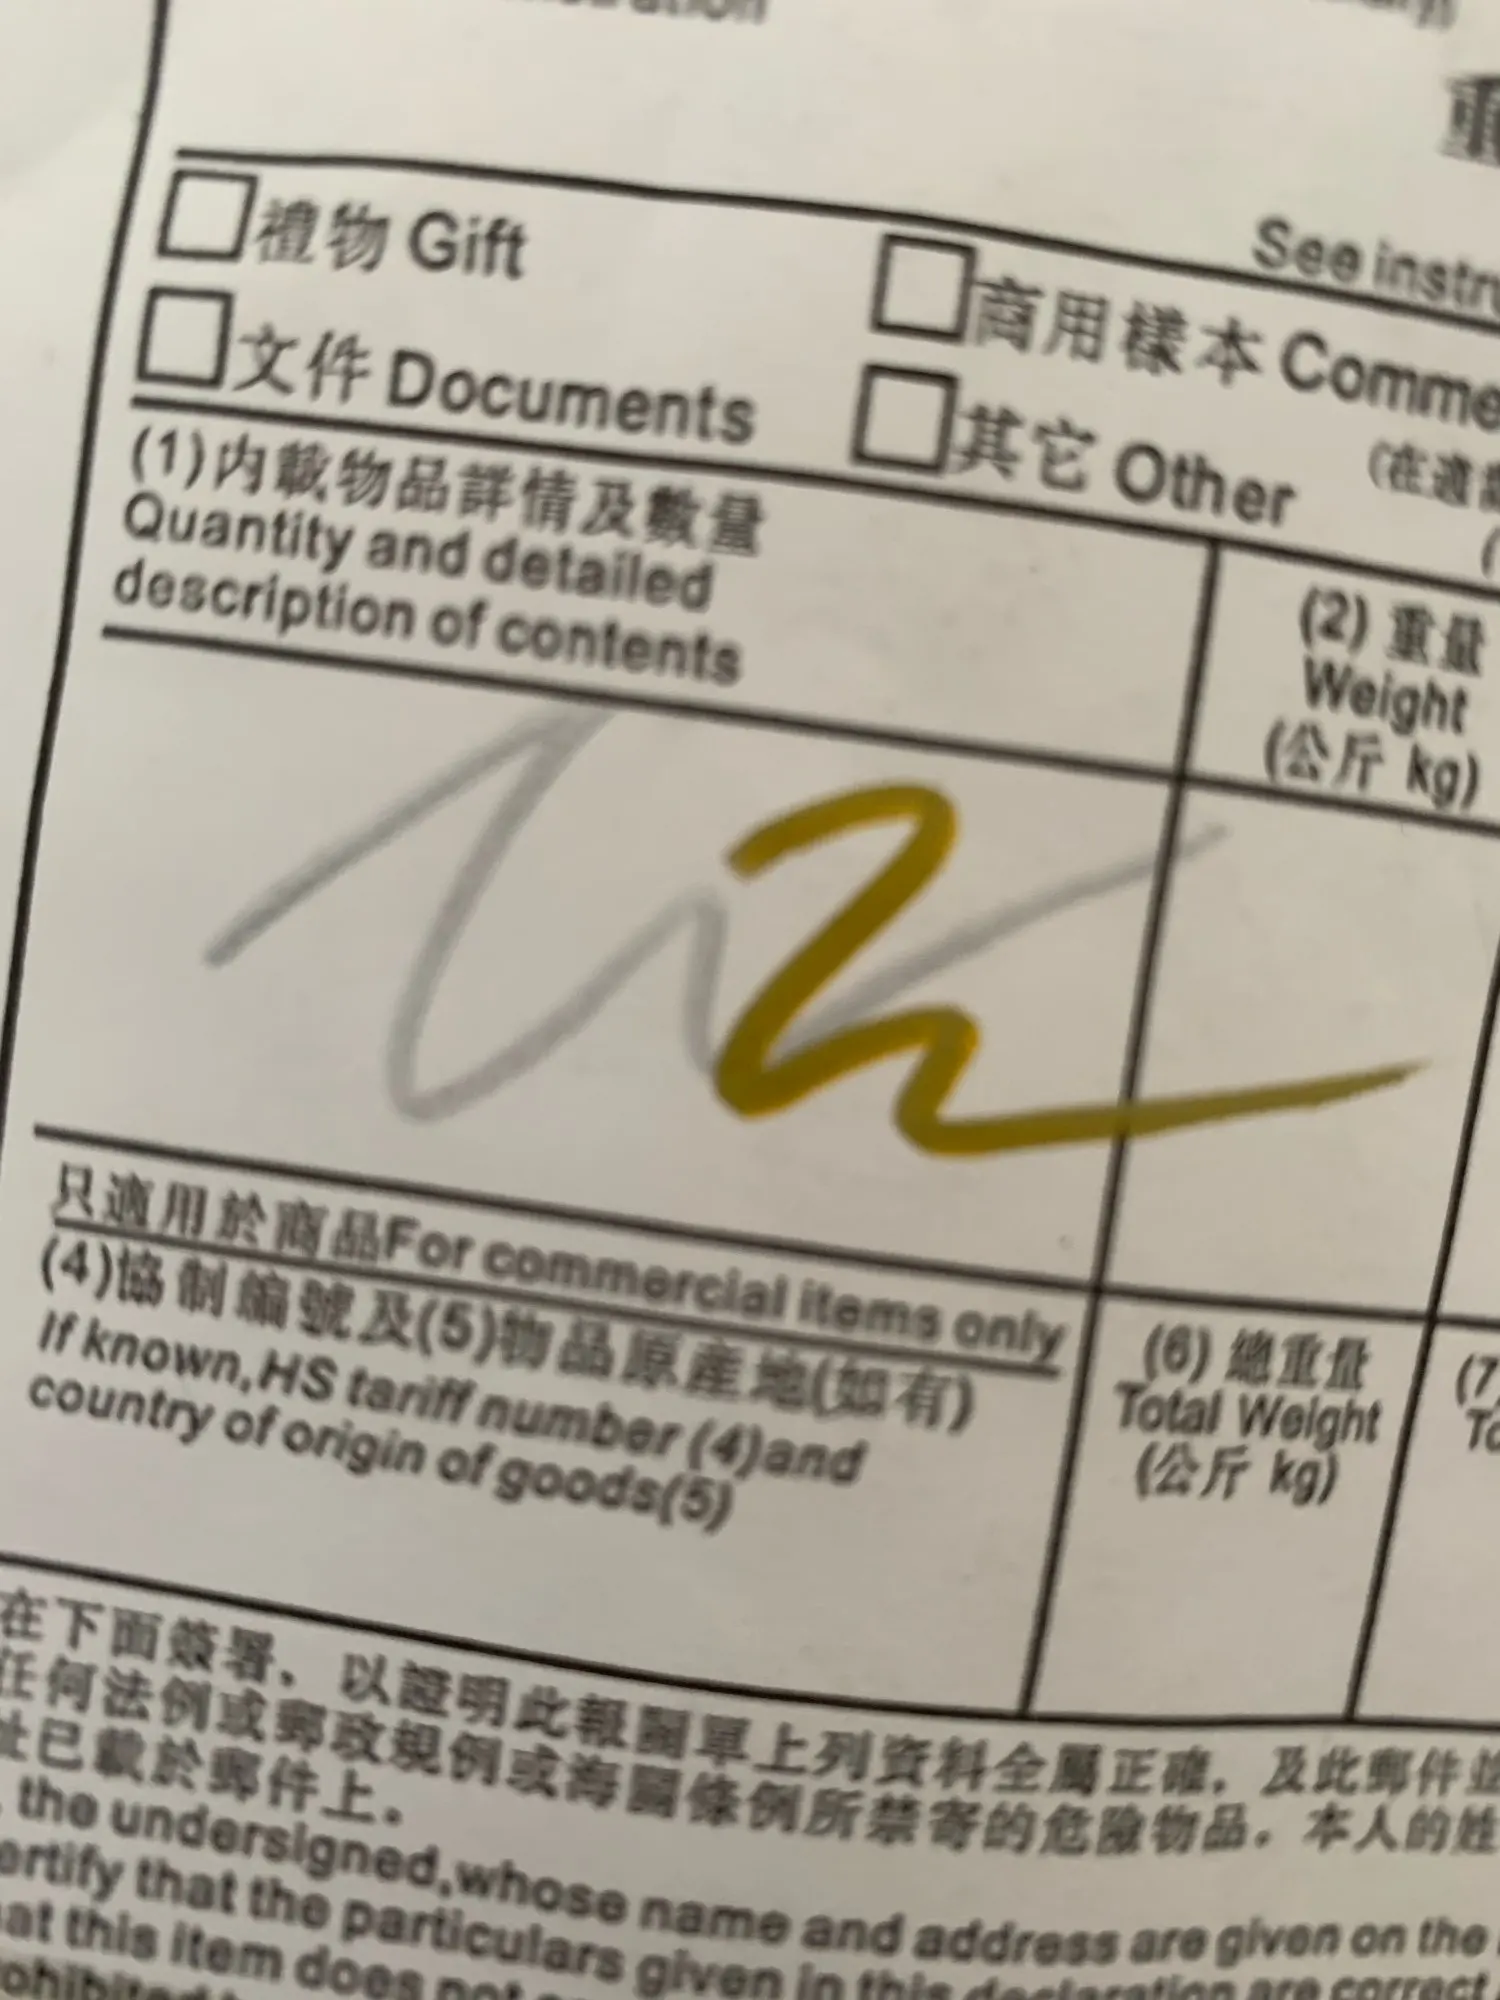 See
禮物 Gift
商用樣本
文件 Documents
其它 Other
(1)內載物品詳情及數量
Quantity and detailed
description of contents
(2) 重量
Weight
(公斤 kg)
只適用於商品For commercial items only
(4)協制編號及(5)物品原產地(如有)
If known,HS tariff number (4)and
country of origin of goods(5)
(6) 總重量
Total Weight
(公斤 kg)
在下面簽署，以證明此報關單上列資料全屬正確，及此郵件並
任何法例或郵政規例或海關條例所禁寄的危險物品。本人的姓
址已載於郵件上。
the undersigned,whose name and address are given on the
that the particulars given in this declaration are correct
this item does not